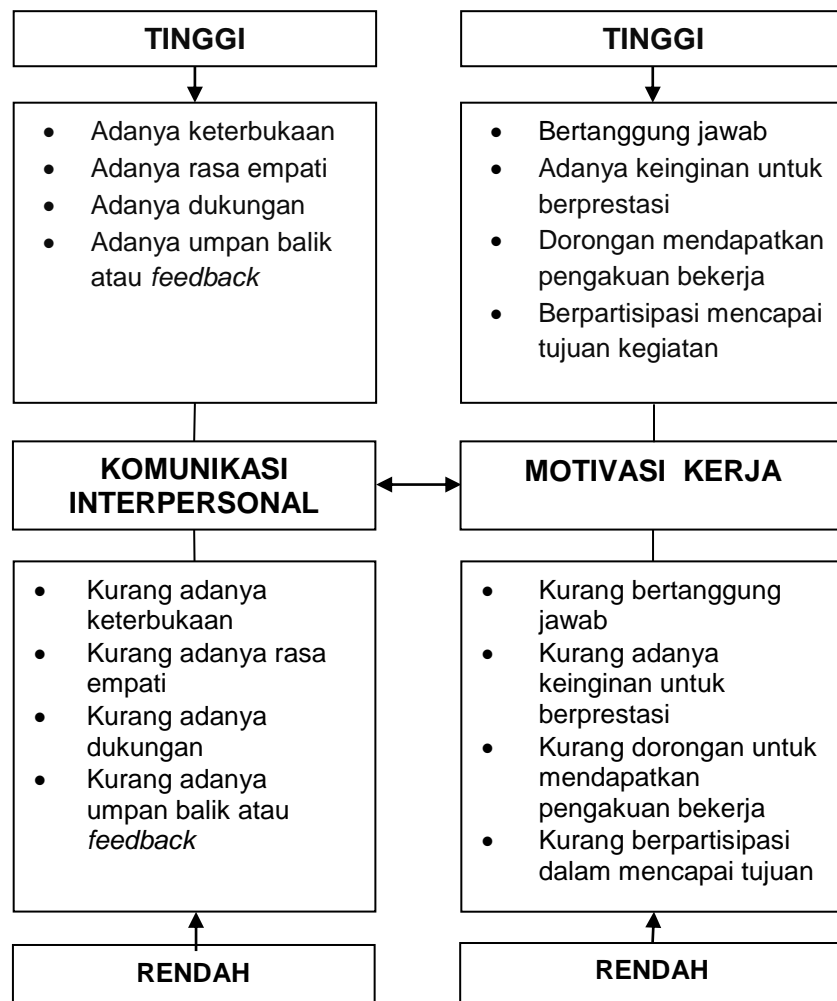 TINGGI
• Adanya keterbukaan
• Adanya rasa empati
• Adanya dukungan
• Adanya umpan balik
atau feedback
TINGGI
• Bertanggung jawab
• Adanya keinginan untuk
berprestasi
• Dorongan mendapatkan
pengakuan bekerja
• Berpartisipasi mencapai
tujuan kegiatan
KOMUNIKASI
INTERPERSONAL
MOTIVASI KERJA
• Kurang adanya
keterbukaan
• Kurang adanya rasa
empati
• Kurang adanya
dukungan
• Kurang adanya
umpan balik atau
feedback
• Kurang bertanggung
jawab
• Kurang adanya
keinginan untuk
berprestasi
• Kurang dorongan untuk
mendapatkan
pengakuan bekerja
• Kurang berpartisipasi
dalam mencapai tujuan
RENDAH
RENDAH